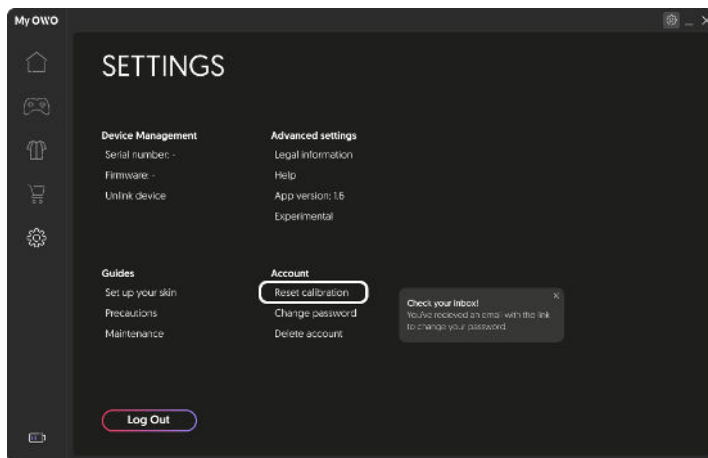 My OWO
SETTINGS
Device Management
Serial number: -
Firmware: -
Unlink device
Advanced settings
Legal information
Help
App version: 1.6
Experimental
Guides
Set up your skin
Precautions
Maintenance
Account
Reset calibration
Change password
Delete account
Check your inbox!
You've recieved an email with the link
to change your password.
Log Out